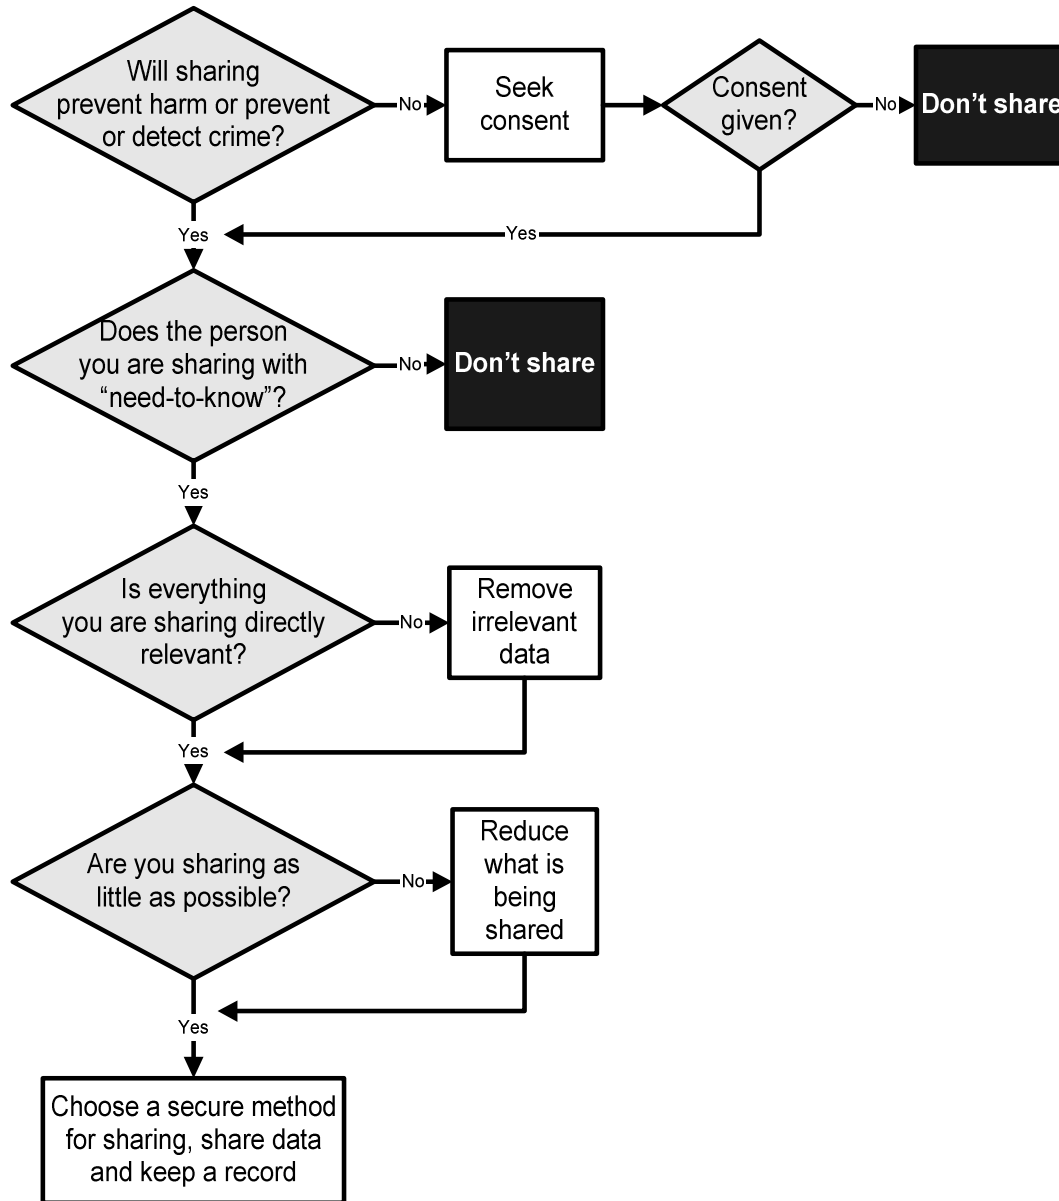 Will sharing
prevent harm or prevent
or detect crime?
No
Seek
consent
Consent
given?
No
Don’t share
Yes
Yes
Does the person
you are sharing with
“need-to-know”?
No
Don’t share
Yes
Is everything
you are sharing directly
relevant?
No
Remove
irrelevant
data
Yes
Are you sharing as
little as possible?
No
Reduce
what is
being
shared
Yes
Choose a secure method
for sharing, share data
and keep a record